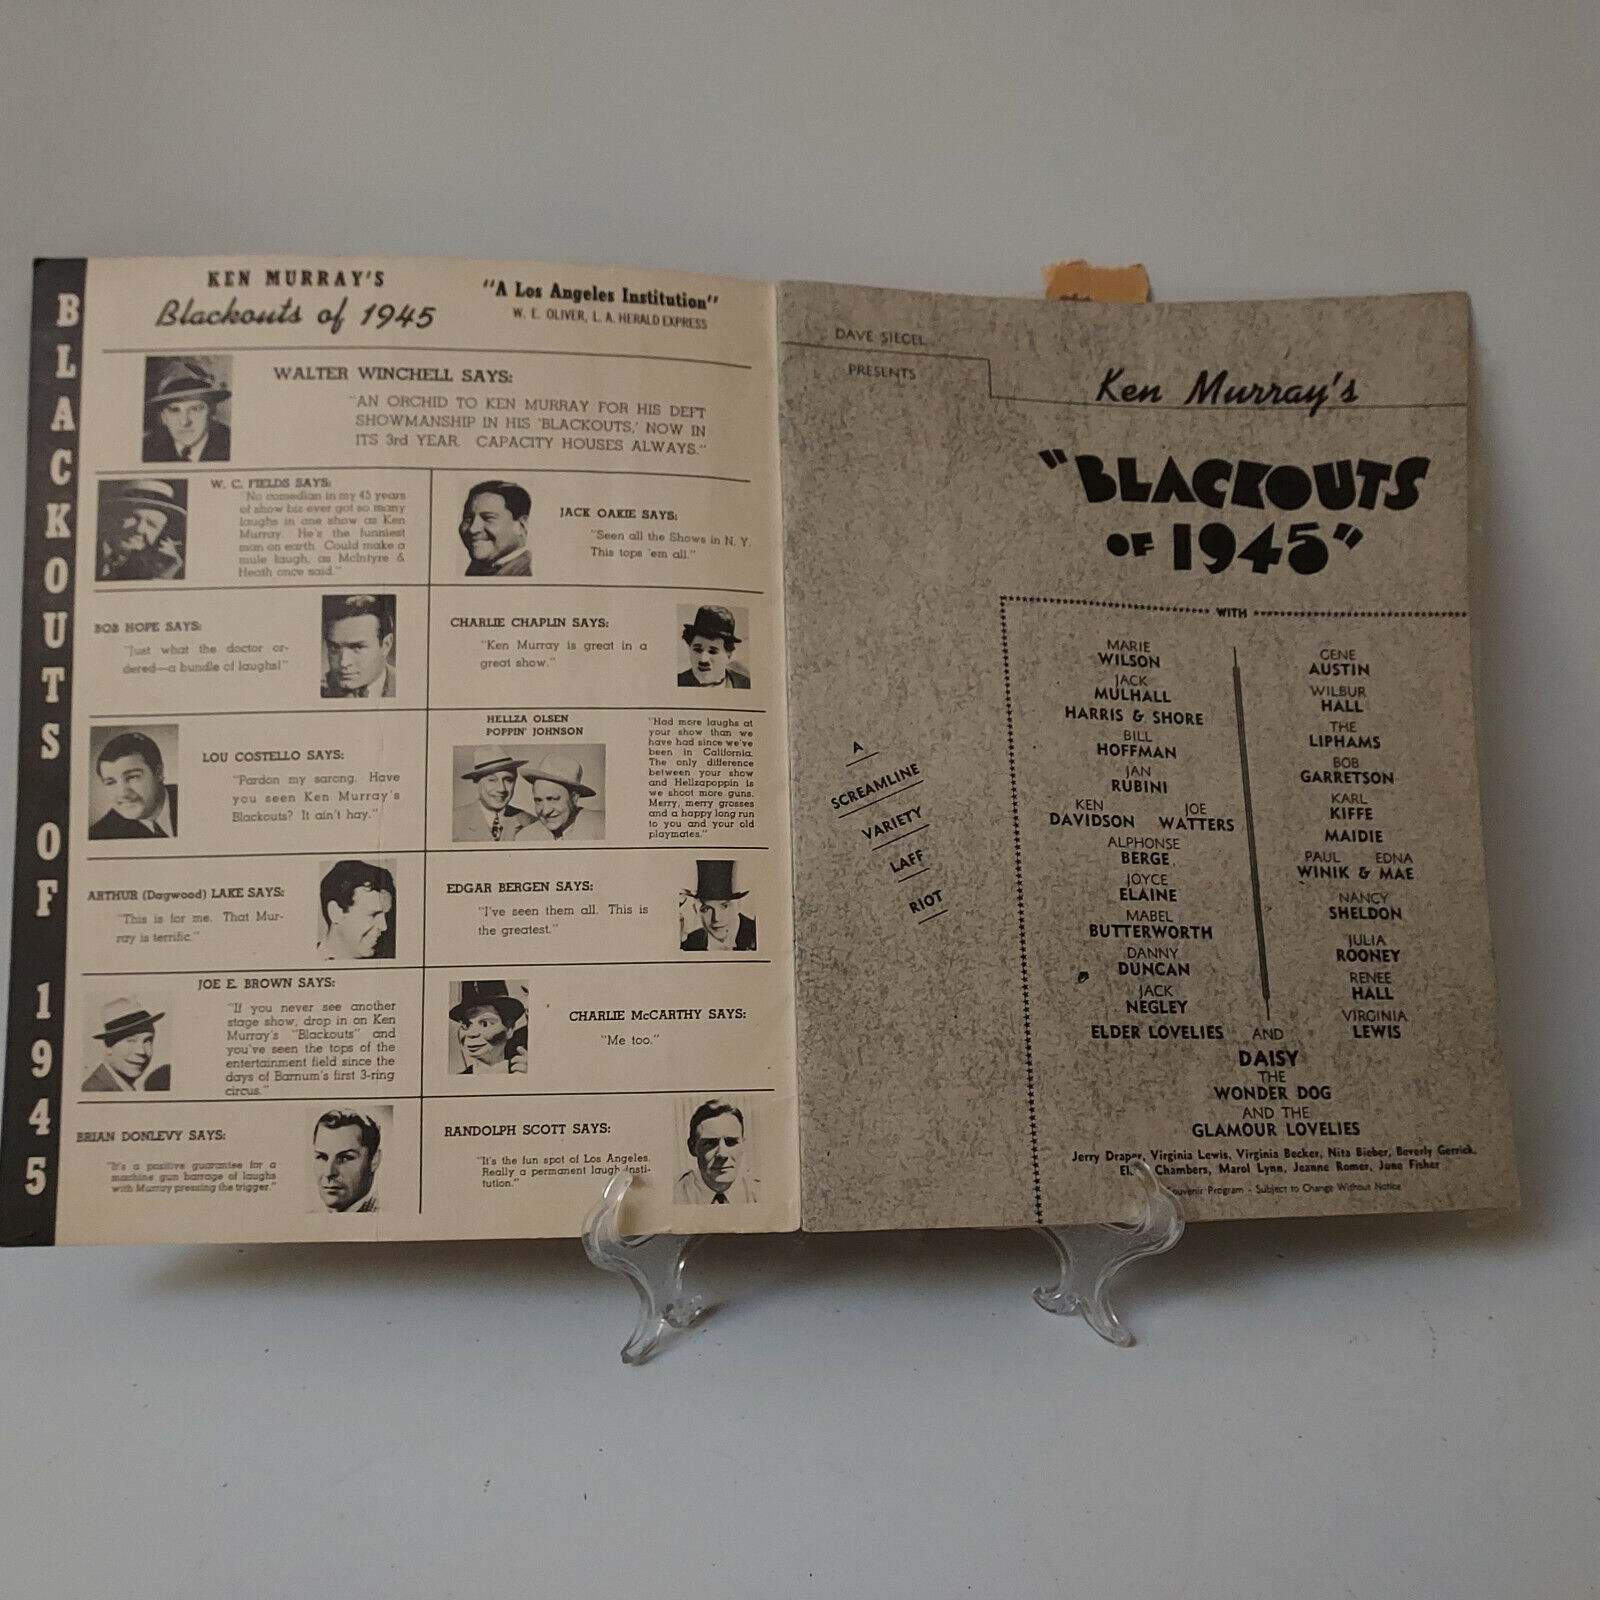 BLACKOUTS OF 1945
KEN MURRAY'S
Blackouts of 1945
"A Los Angeles Institution"
W. E. OLIVER, L. A. HERALD EXPRESS
WALTER WINCHELL SAYS:
"AN ORCHID TO KEN MURRAY FOR HIS DEFT
SHOWMANSHIP IN HIS 'BLACKOUTS,' NOW IN
ITS 3rd YEAR. CAPACITY HOUSES ALWAYS."
W. C. FIELDS SAYS:
"No comedian in my 45 years
of show biz ever got so many
laughs in one show as Ken
Murray. He's the funniest
man on earth. Could make a
mule laugh, as McIntyre &
Heath once said."
JACK OAKIE SAYS:
"Seen all the Shows in N. Y.
This tops 'em all."
BOB HOPE SAYS:
"Just what the doctor or-
dered—a bundle of laughs!"
CHARLIE CHAPLIN SAYS:
"Ken Murray is great in a
great show."
LOU COSTELLO SAYS:
"Pardon my sarong. Have
you seen Ken Murray's
Blackouts? It ain't hay."
HELLZA OLSEN
POPPIN' JOHNSON
"Had more laughs at
your show than we
have had since we've
been in California.
The only difference
between your show
and Hellzapoppin is
we shoot more guns.
Merry, merry grosses
and a happy long run
to you and your old
playmates."
ARTHUR (Dagwood) LAKE SAYS:
"This is for me. That Mur-
ray is terrific."
EDGAR BERGEN SAYS:
"I've seen them all. This is
the greatest."
JOE E. BROWN SAYS:
"If you never see another
stage show, drop in on Ken
Murray's "Blackouts" and
you've seen the tops of the
entertainment field since the
days of Barnum's first 3-ring
circus."
CHARLIE McCARTHY SAYS:
"Me too."
BRIAN DONLEVY SAYS:
"It's a positive guarantee for a
machine gun barrage of laughs
with Murray pressing the trigger."
RANDOLPH SCOTT SAYS:
"It's the fun spot of Los Angeles.
Really a permanent laugh insti-
tution."
DAVE SIEGEL
PRESENTS
Ken Murray's
"BLACKOUTS
OF 1945"
WITH
A
SCREAMLINE
VARIETY
LAFF
RIOT
MARIE
WILSON
JACK
MULHALL
HARRIS & SHORE
BILL
HOFFMAN
JAN
RUBINI
KEN JOE
DAVIDSON WATTERS
ALPHONSE
BERGE
JOYCE
ELAINE
MABEL
BUTTERWORTH
DANNY
DUNCAN
JACK
NEGLEY
ELDER LOVELIES
GENE
AUSTIN
WILBUR
HALL
THE
LIPHAMS
BOB
GARRETSON
KARL
KIFFE
MAIDIE
PAUL EDNA
WINIK & MAE
NANCY
SHELDON
JULIA
ROONEY
RENEE
HALL
VIRGINIA
LEWIS
AND
DAISY
THE
WONDER DOG
AND THE
GLAMOUR LOVELIES
Jerry Draper, Virginia Lewis, Virginia Becker, Nita Bieber, Beverly Gerrick,
Chambers, Marol Lynn, Jeanne Romer, June Fisher
Souvenir Program - Subject to Change Without Notice